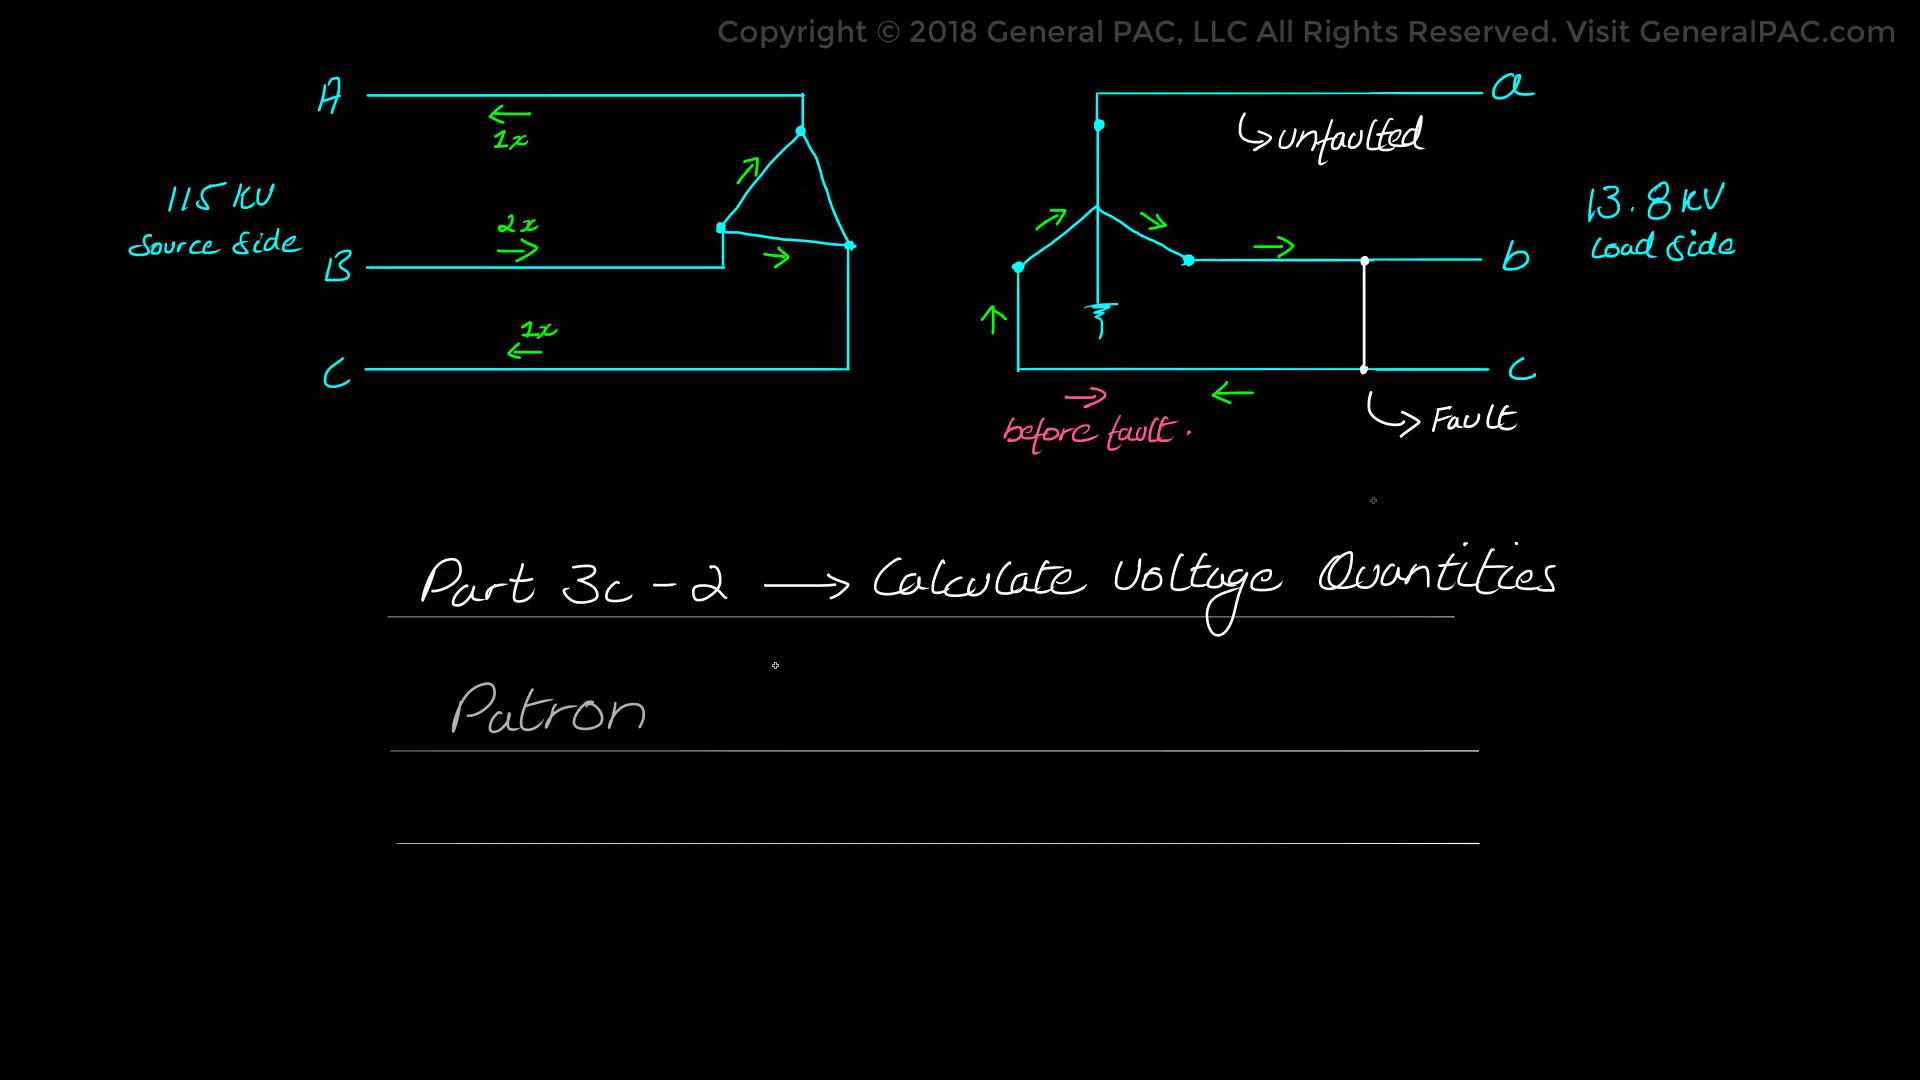 Copyright © 2018 General PAC, LLC All Rights Reserved. Visit GeneralPAC.com
A
1x
115 KV
Source Side
2x
B
1x
C
a
unfaulted
13.8 KV
Load Side
b
c
before fault.
Fault
Part 3c - 2 → Calculate Voltage Quantities
Patron